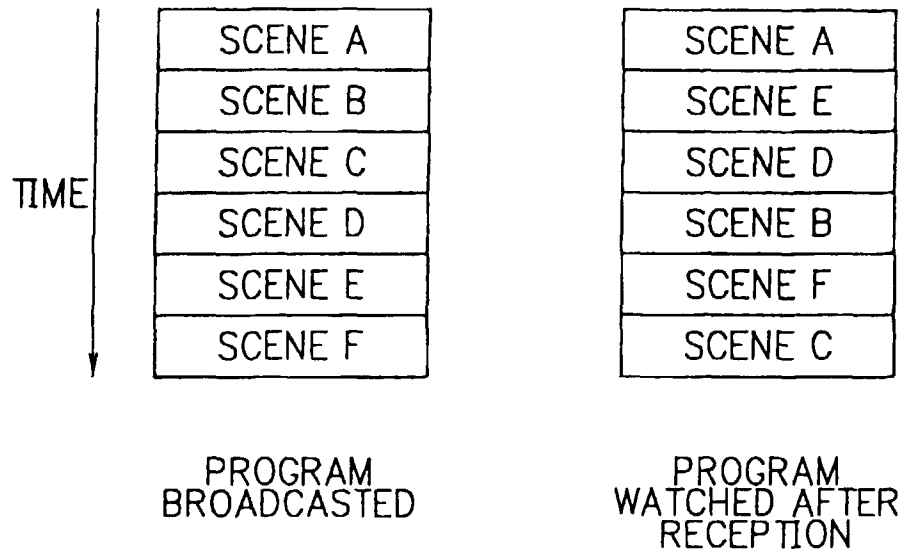 TIME
SCENE A
SCENE B
SCENE C
SCENE D
SCENE E
SCENE F
PROGRAM
BROADCASTED
SCENE A
SCENE E
SCENE D
SCENE B
SCENE F
SCENE C
PROGRAM
WATCHED AFTER
RECEPTION